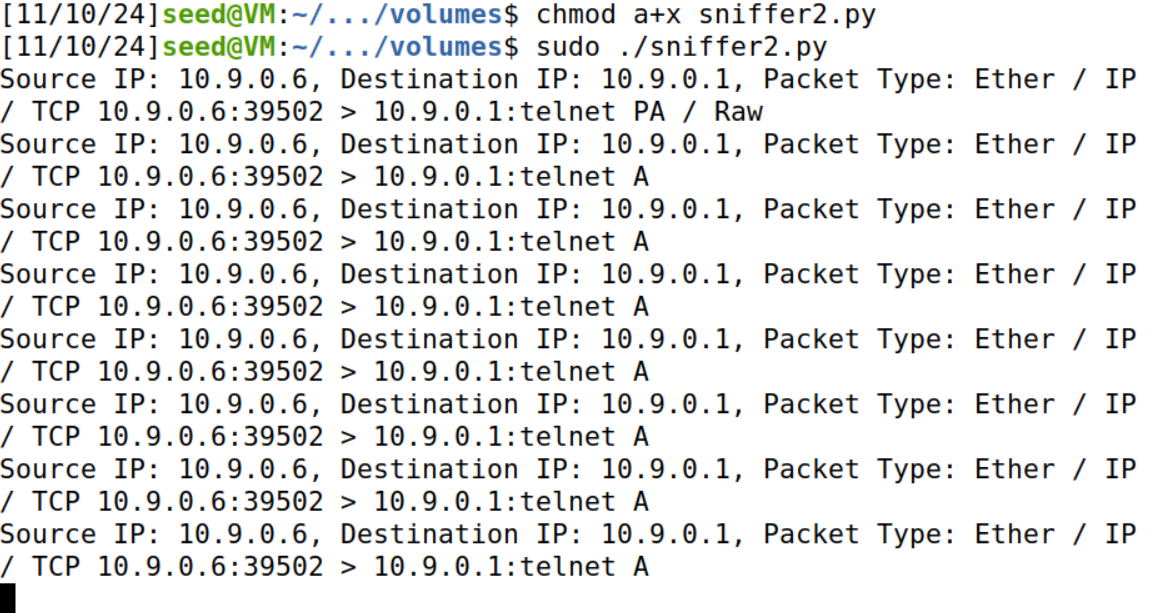 [11/10/24]seed@VM:~/.../volumes$ chmod a+x sniffer2.py
[11/10/24]seed@VM:~/.../volumes$ sudo ./sniffer2.py
Source IP: 10.9.0.6, Destination IP: 10.9.0.1, Packet Type: Ether / IP
/ TCP 10.9.0.6:39502 > 10.9.0.1:telnet PA / Raw
Source IP: 10.9.0.6, Destination IP: 10.9.0.1, Packet Type: Ether / IP
/ TCP 10.9.0.6:39502 > 10.9.0.1:telnet A
Source IP: 10.9.0.6, Destination IP: 10.9.0.1, Packet Type: Ether / IP
/ TCP 10.9.0.6:39502 > 10.9.0.1:telnet A
Source IP: 10.9.0.6, Destination IP: 10.9.0.1, Packet Type: Ether / IP
/ TCP 10.9.0.6:39502 > 10.9.0.1:telnet A
Source IP: 10.9.0.6, Destination IP: 10.9.0.1, Packet Type: Ether / IP
/ TCP 10.9.0.6:39502 > 10.9.0.1:telnet A
Source IP: 10.9.0.6, Destination IP: 10.9.0.1, Packet Type: Ether / IP
/ TCP 10.9.0.6:39502 > 10.9.0.1:telnet A
Source IP: 10.9.0.6, Destination IP: 10.9.0.1, Packet Type: Ether / IP
/ TCP 10.9.0.6:39502 > 10.9.0.1:telnet A
Source IP: 10.9.0.6, Destination IP: 10.9.0.1, Packet Type: Ether / IP
/ TCP 10.9.0.6:39502 > 10.9.0.1:telnet A